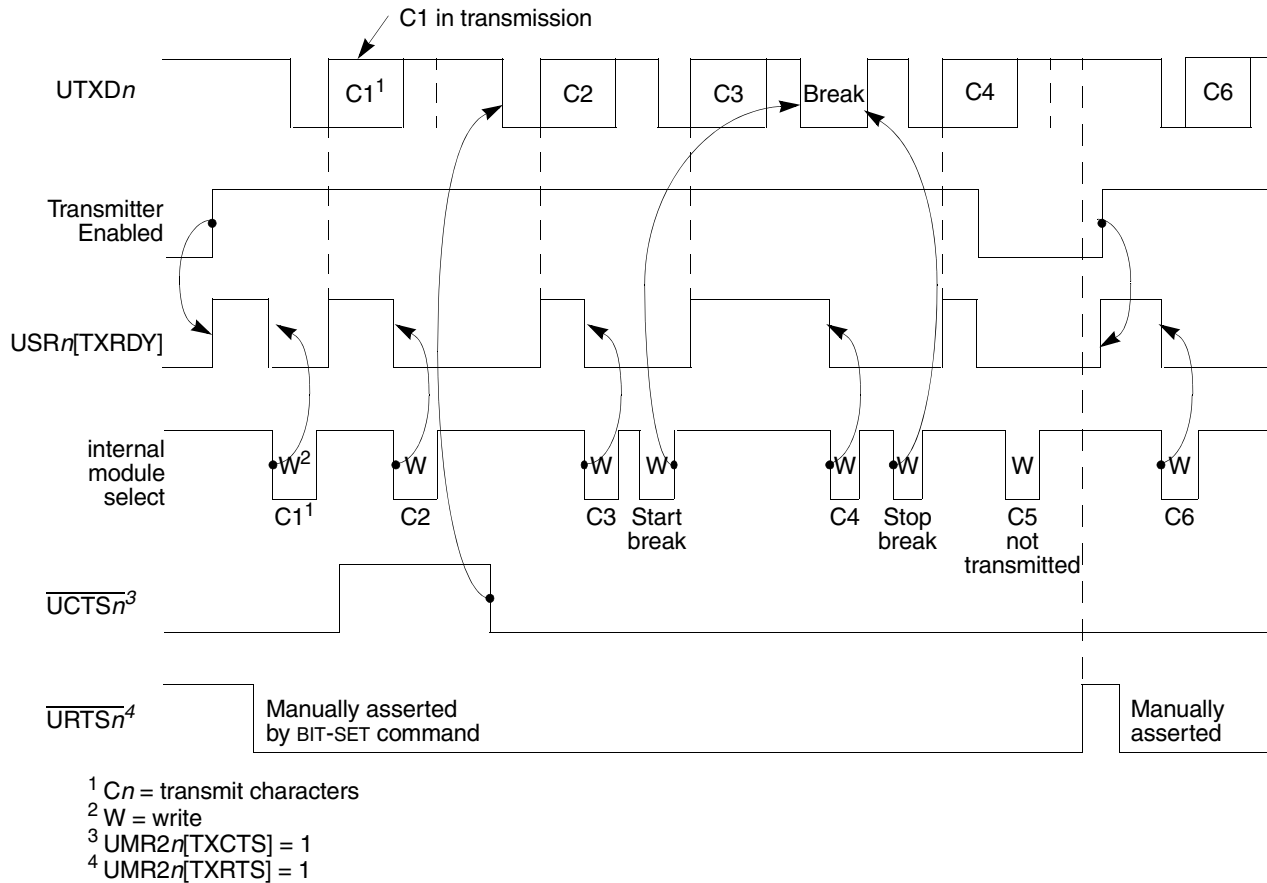 C1 in transmission
UTXDn
C1¹
C2
C3
Break
C4
C6
Transmitter
Enabled
USRn[TXRDY]
internal
module
select
W²
W
W
W
W
W
W
W
C1¹
C2
C3
Start
break
C4
Stop
break
C5
not
transmitted
C6
UCTSn³
URTSn⁴
Manually asserted
by BIT-SET command
Manually
asserted
¹ Cn = transmit characters
² W = write
³ UMR2n[TXCTS] = 1
⁴ UMR2n[TXRTS] = 1